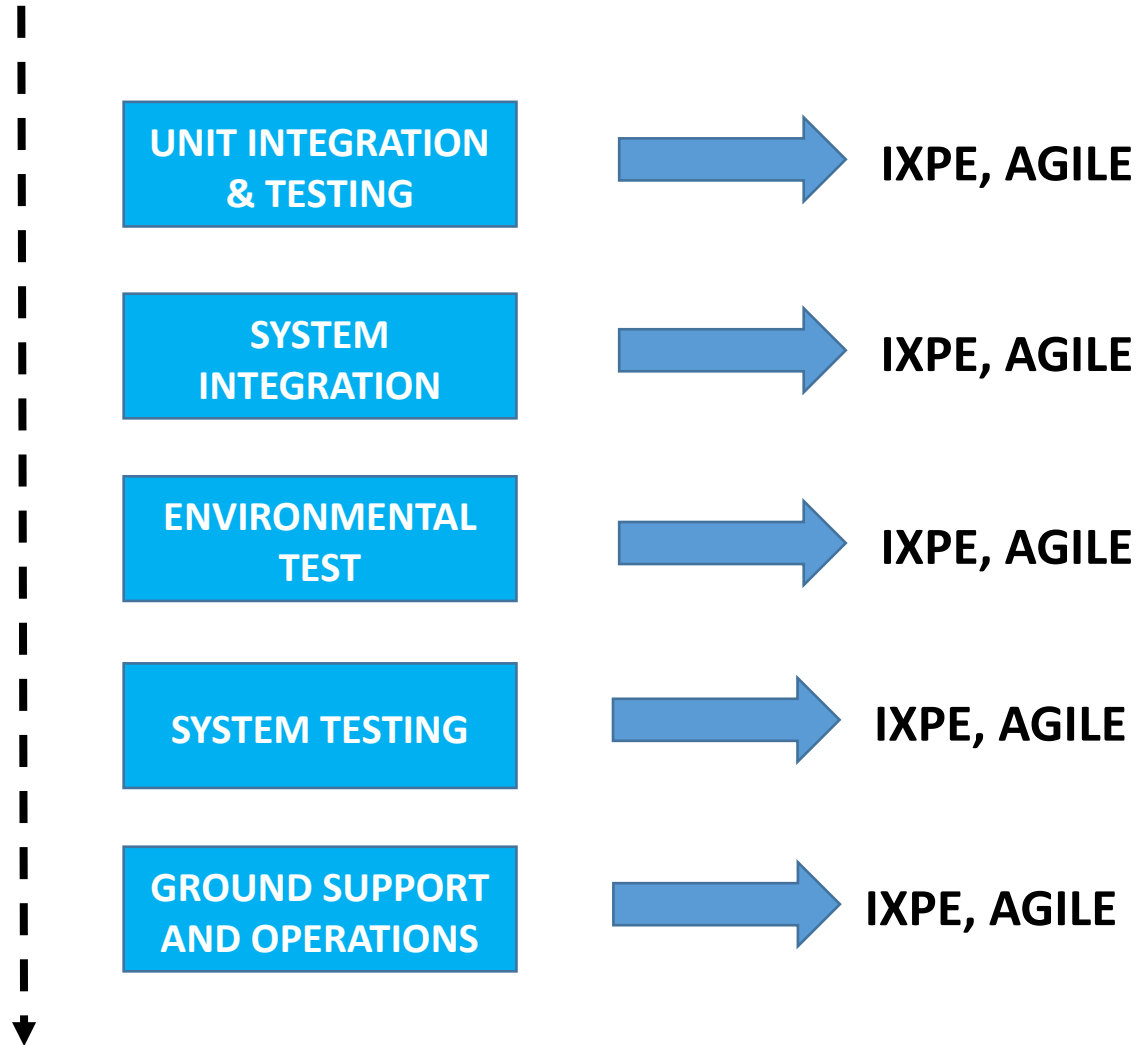 UNIT INTEGRATION
& TESTING
IXPE, AGILE
SYSTEM
INTEGRATION
IXPE, AGILE
ENVIRONMENTAL
TEST
IXPE, AGILE
SYSTEM TESTING
IXPE, AGILE
GROUND SUPPORT
AND OPERATIONS
IXPE, AGILE